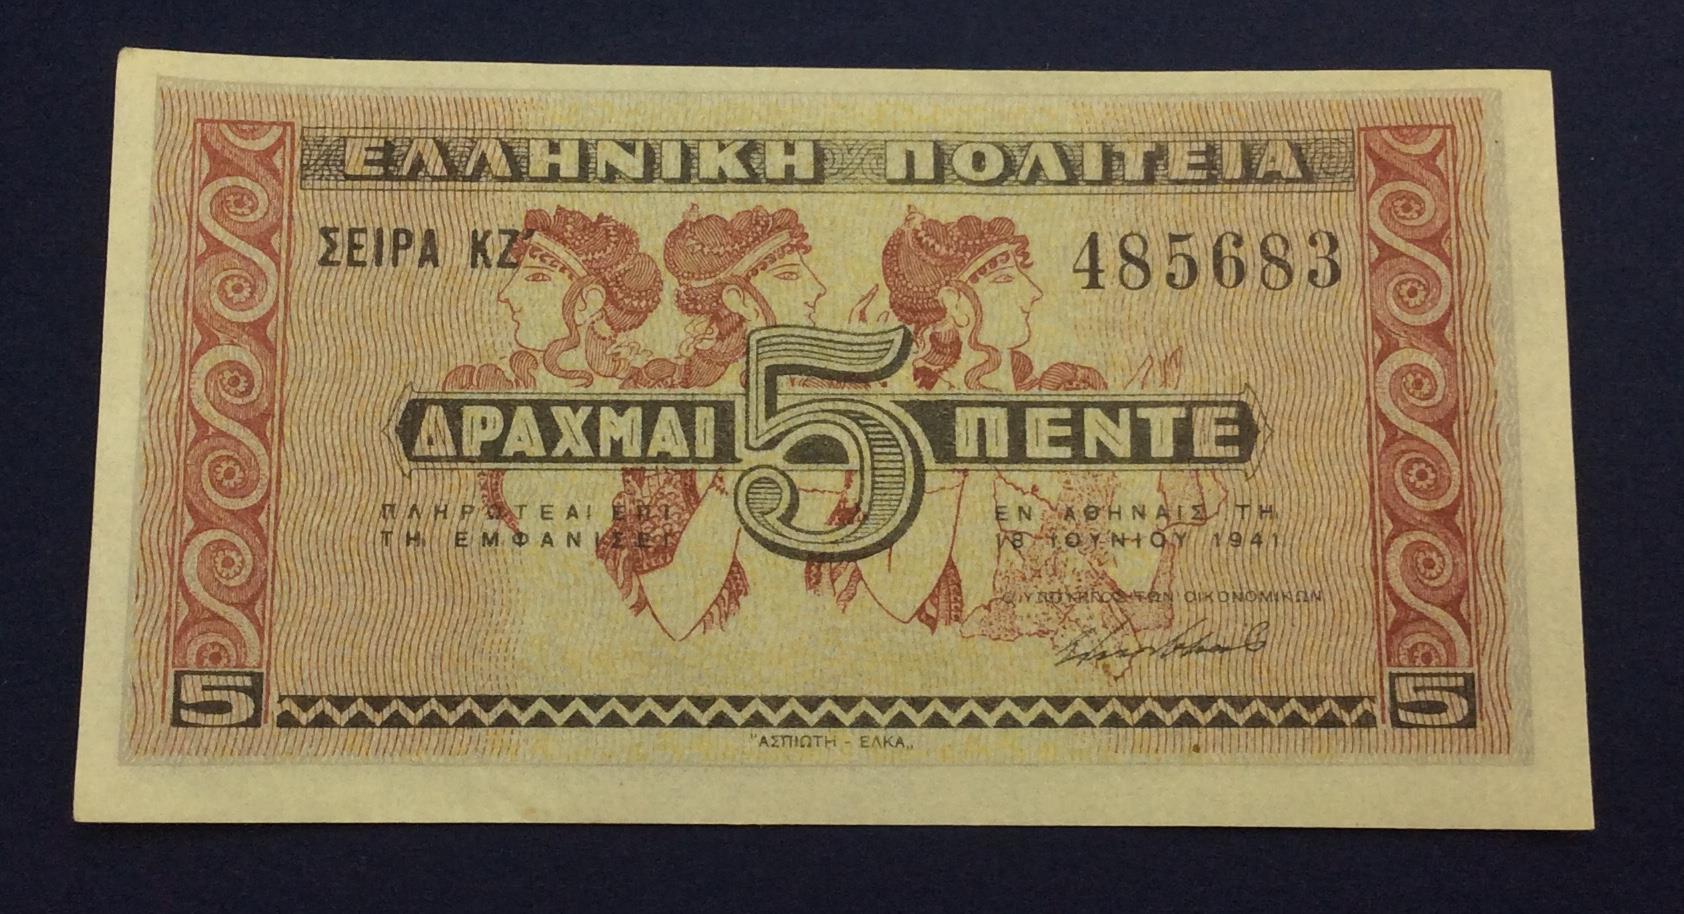 ΕΛΛΗΝΙΚΗ ΠΟΛΙΤΕΙΑ
ΣΕΙΡΑ ΚΖ' 485683
ΔΡΑΧΜΑΙ 5 ΠΕΝΤΕ
ΠΛΗΡΩΤΕΑΙ ΕΠΙ
ΤΗ ΕΜΦΑΝΙΣΕΙ
ΕΝ ΑΘΗΝΑΙΣ ΤΗ
18 ΙΟΥΝΙΟΥ 1941
Ο ΥΠΟΥΡΓΟΣ ΤΩΝ ΟΙΚΟΝΟΜΙΚΩΝ
5 5
"ΑΣΠΙΩΤΗ - ΕΛΚΑ„